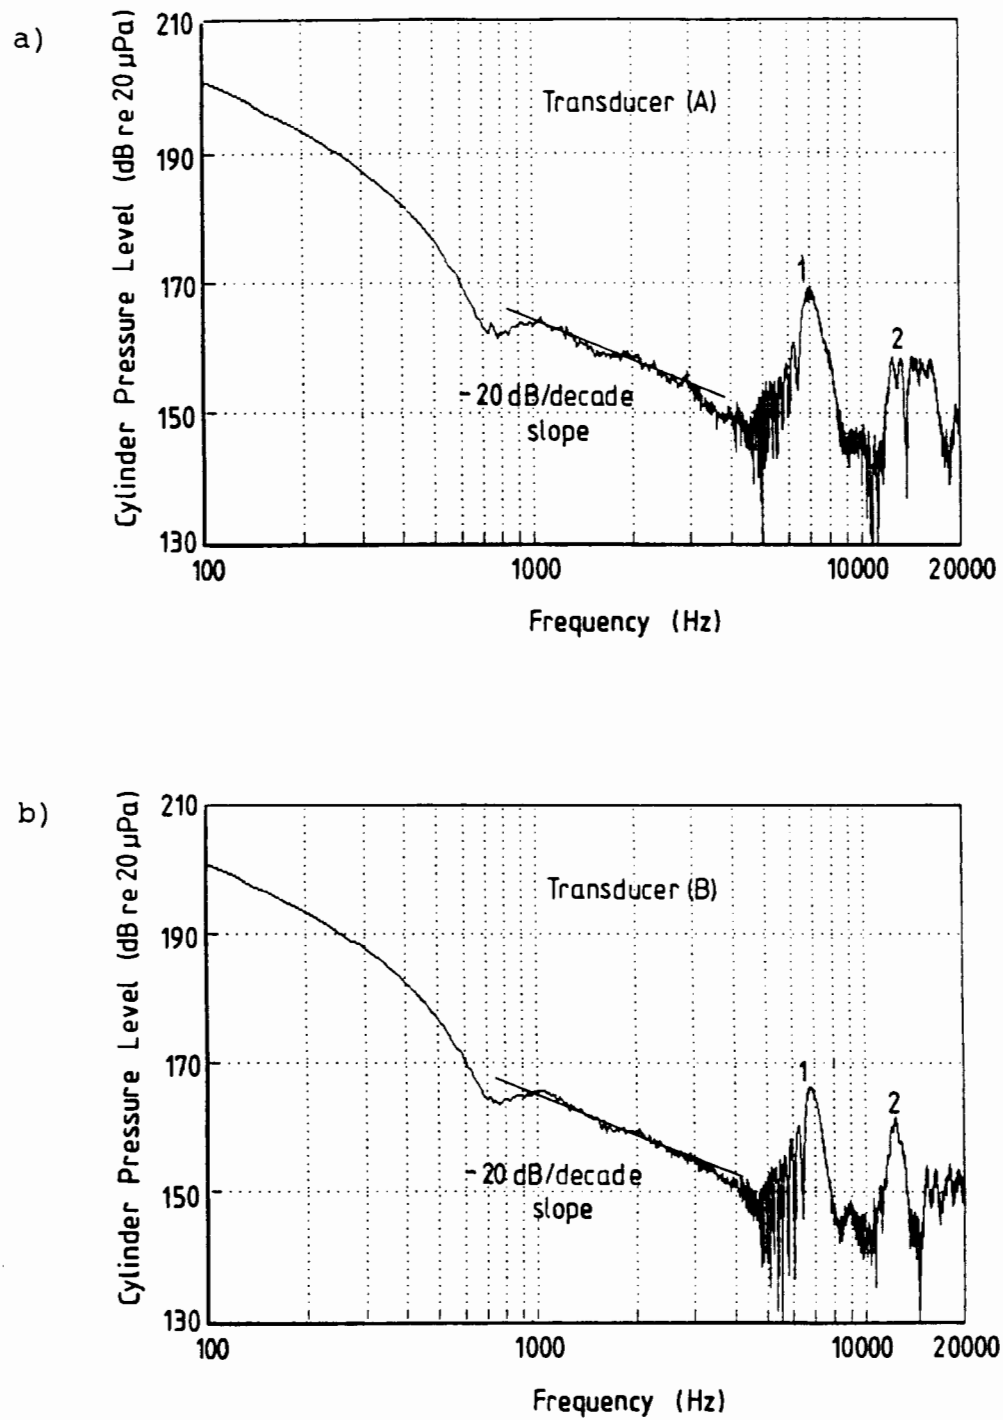 a)
Cylinder Pressure Level (dB re 20 μPa)
210
190
170
150
130
Transducer (A)
1
2
-20 dB/decade
slope
100
1000
10000
20000
Frequency (Hz)
b)
Cylinder Pressure Level (dB re 20 μPa)
210
190
170
150
130
Transducer (B)
1
2
-20 dB/decade
slope
100
1000
10000
20000
Frequency (Hz)